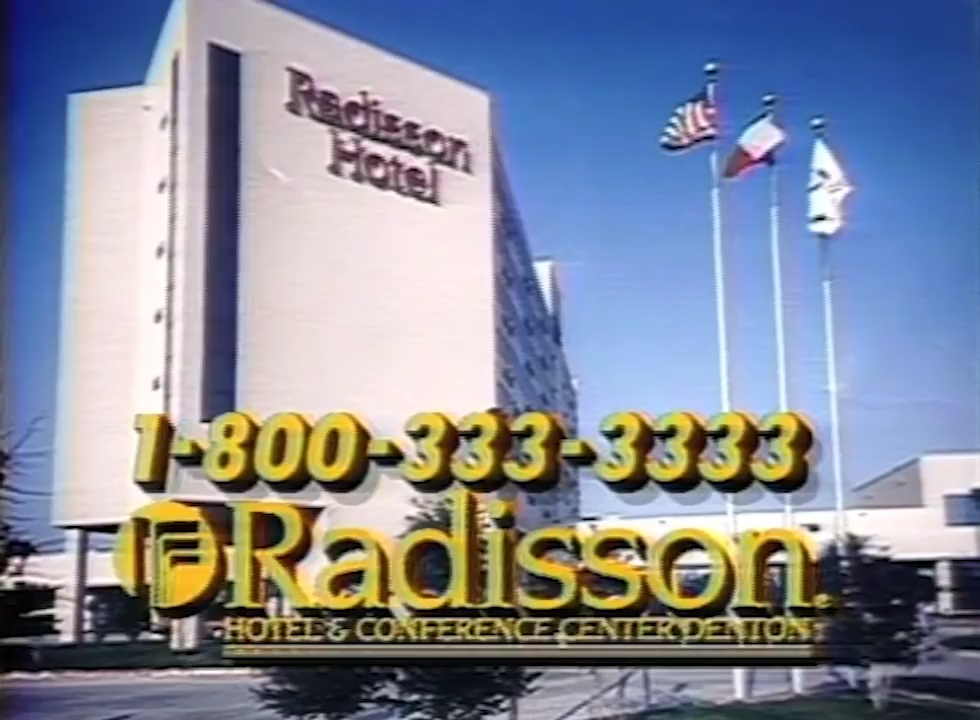 Radisson
Hotel
1-800-333-3333
Radisson.
HOTEL & CONFERENCE CENTER DENTON